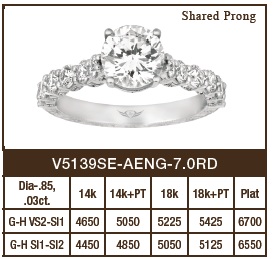 Shared Prong
V5139SE-AENG-7.0RD
Dia-.85, .03ct. 14k 14k+PT 18k 18k+PT Plat
G-H VS2-SI1 4650 5050 5225 5425 6700
G-H SI1-SI2 4450 4850 5050 5125 6550